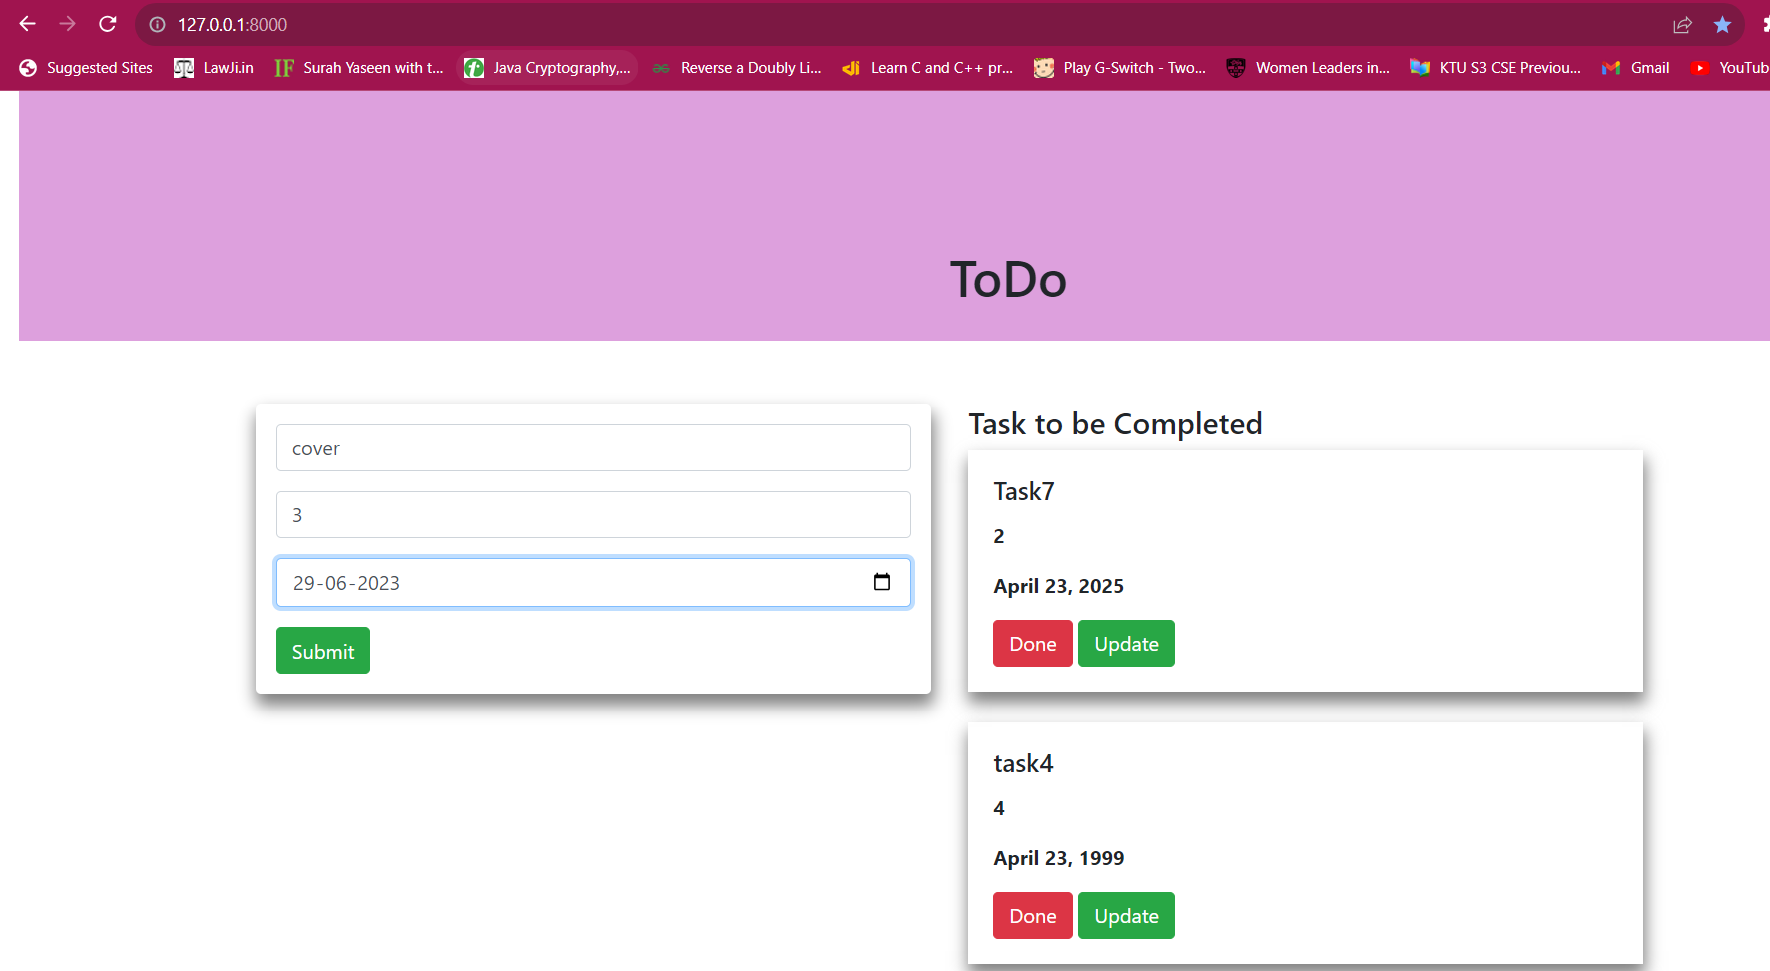 127.0.0.1:8000
Suggested Sites LawJi.in Surah Yaseen with t... Java Cryptography,... Reverse a Doubly Li... Learn C and C++ pr... Play G-Switch - Two... Women Leaders in... KTU S3 CSE Previou... Gmail YouTub
ToDo
cover
3
29-06-2023
Submit
Task to be Completed
Task7
2
April 23, 2025
Done Update
task4
4
April 23, 1999
Done Update